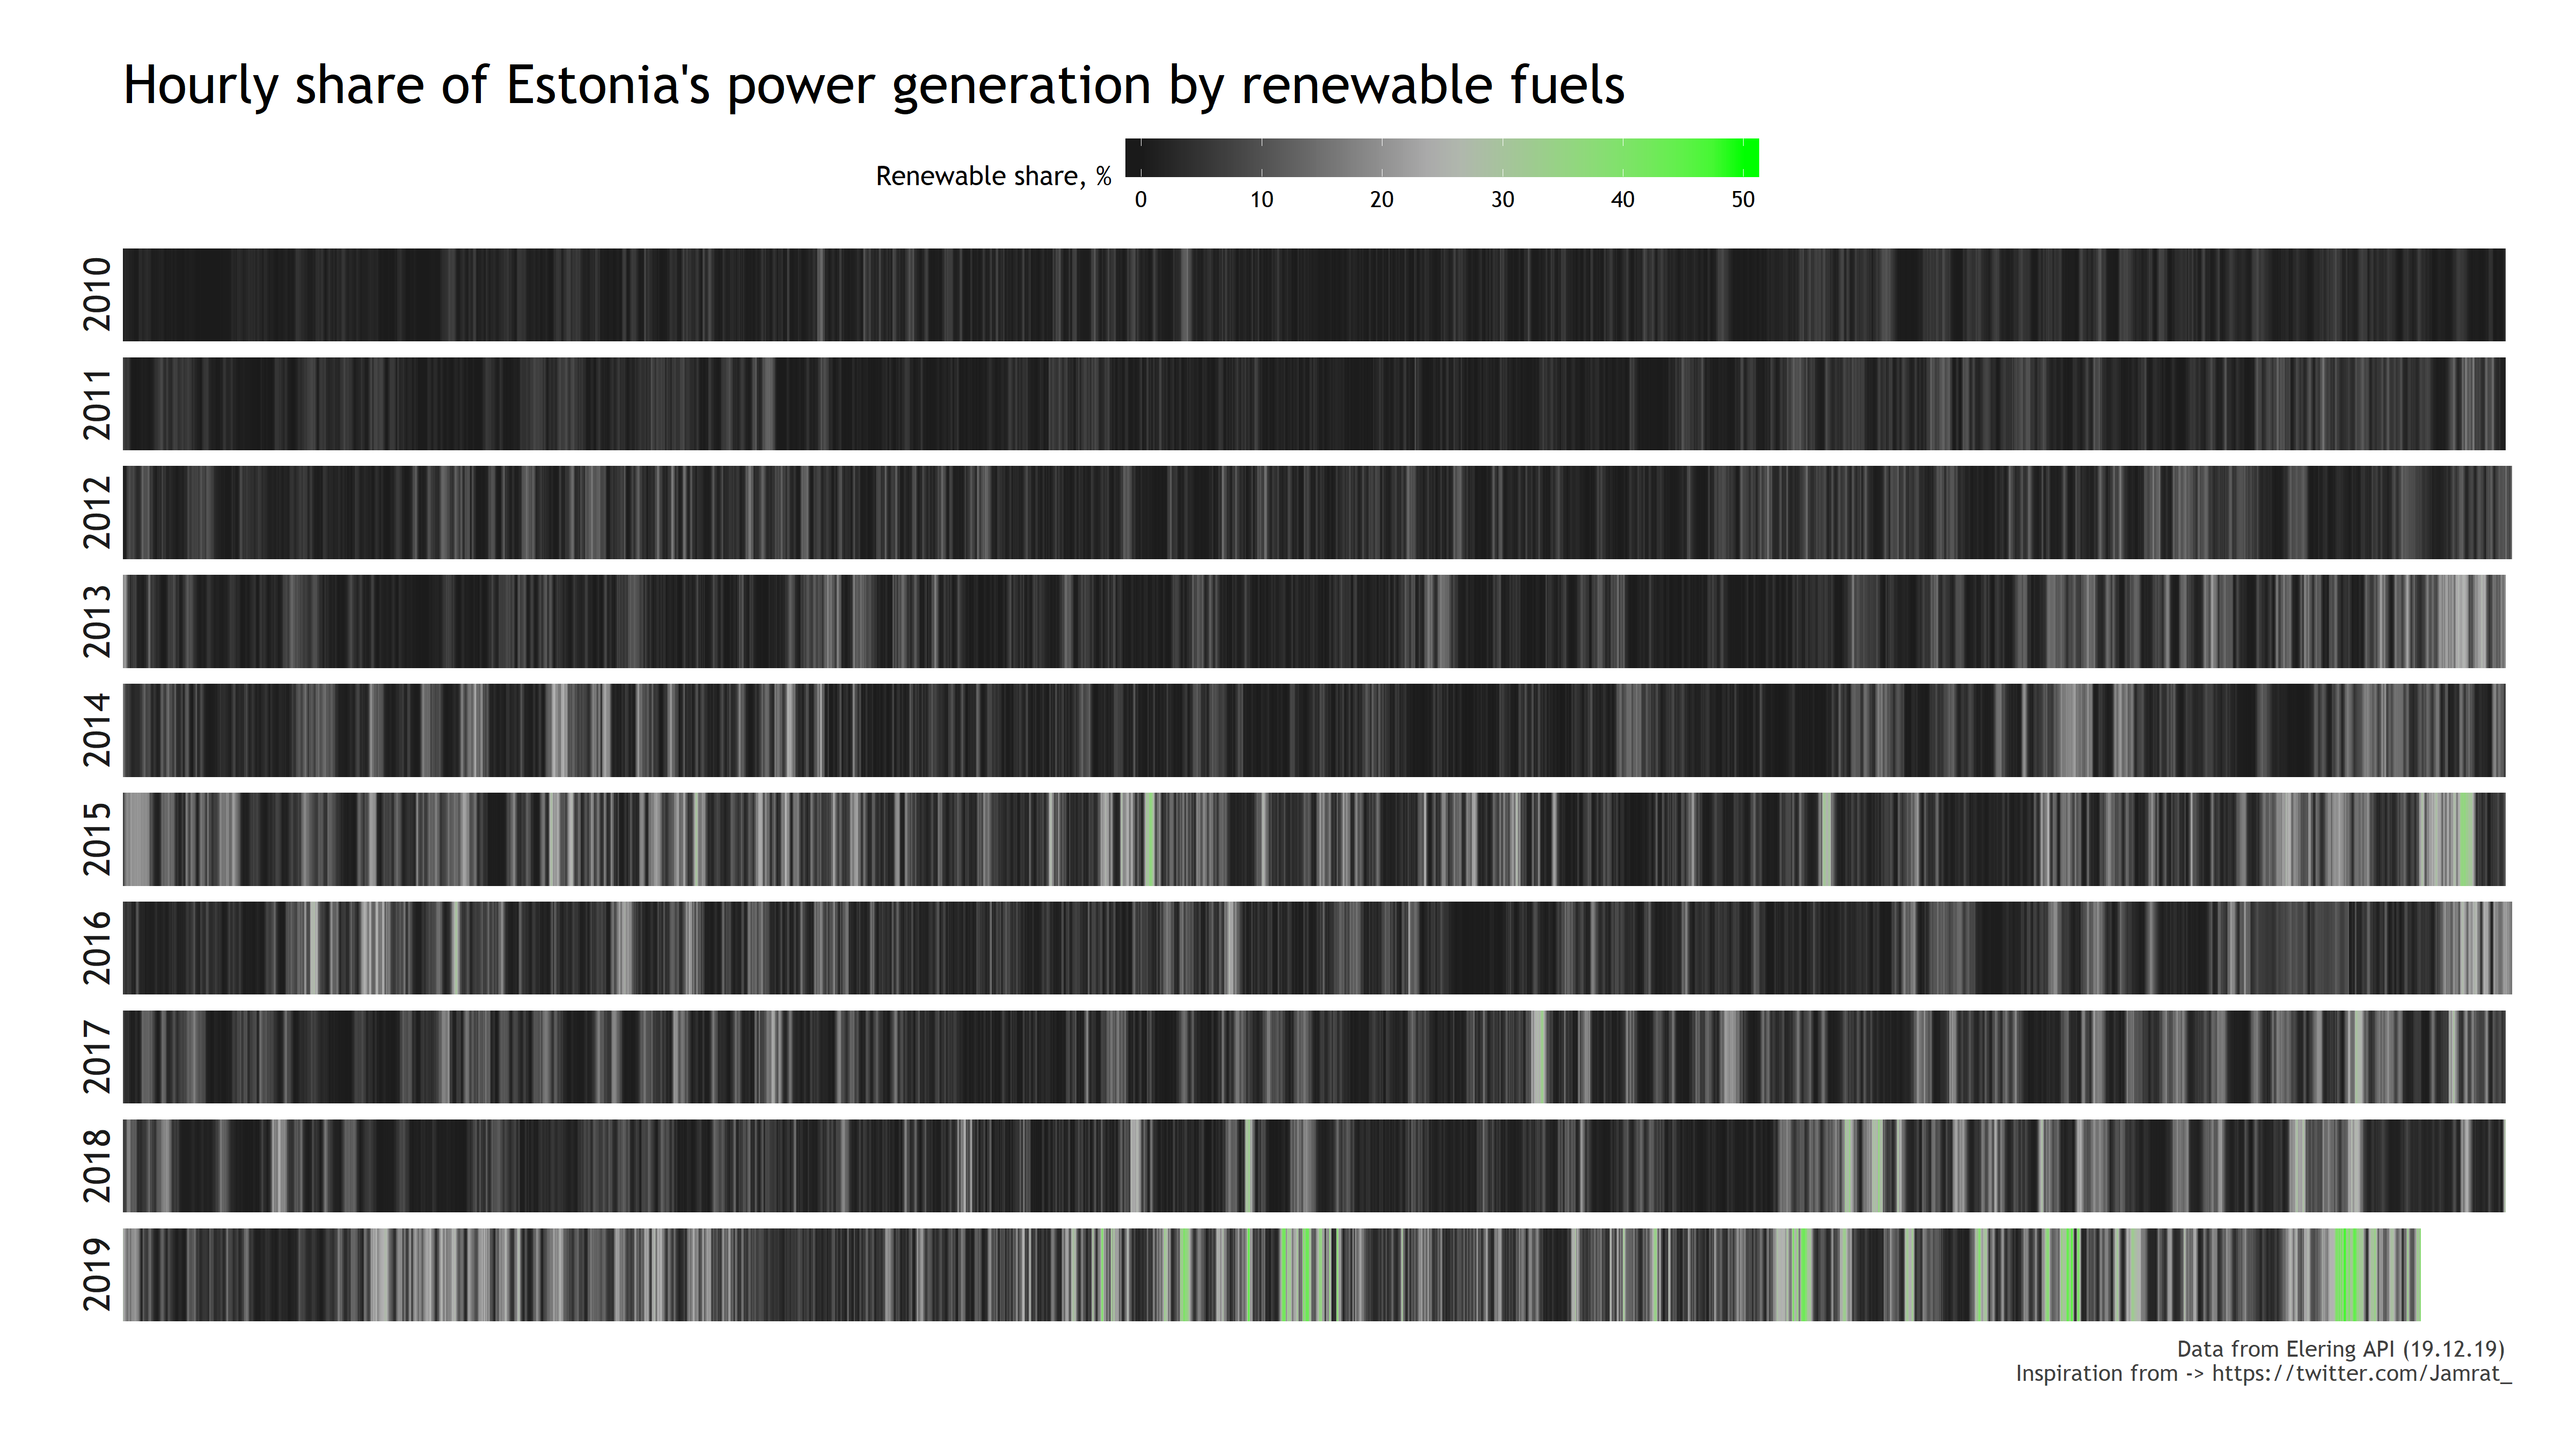 Hourly share of Estonia's power generation by renewable fuels
Renewable share, %
0 10 20 30 40 50
2010
2011
2012
2013
2014
2015
2016
2017
2018
2019
Data from Elering API (19.12.19)
Inspiration from -> https://twitter.com/Jamrat_